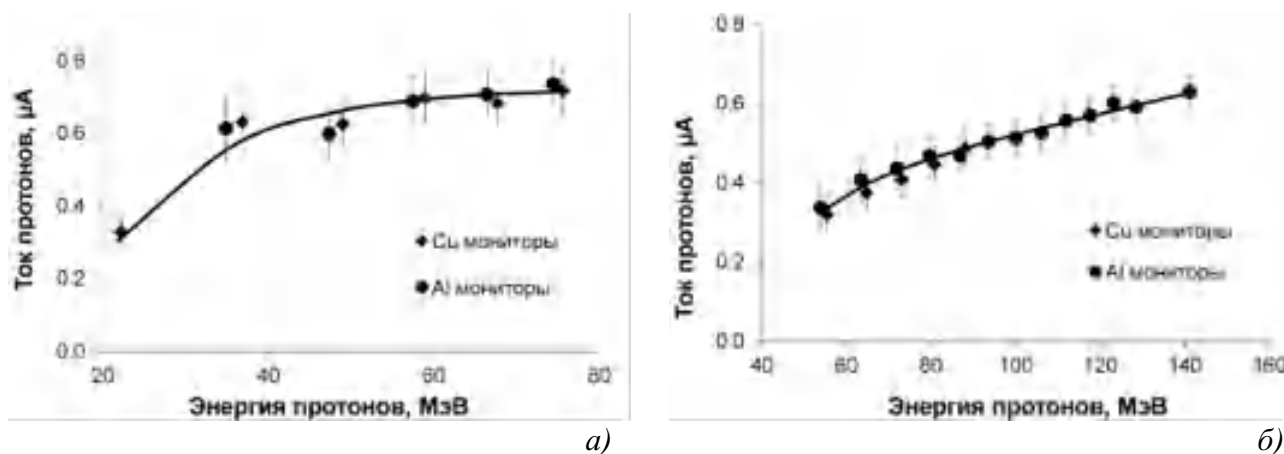 0.8
0.6
0.4
0.2
0.0
20 40 60 80
Ток протонов, μA
Энергия протонов, МэВ
Cu мониторы
Al мониторы
а)
0.8
0.6
0.4
0.2
0.0
40 60 80 100 120 140 160
Ток протонов, μA
Энергия протонов, МэВ
Cu мониторы
Al мониторы
б)